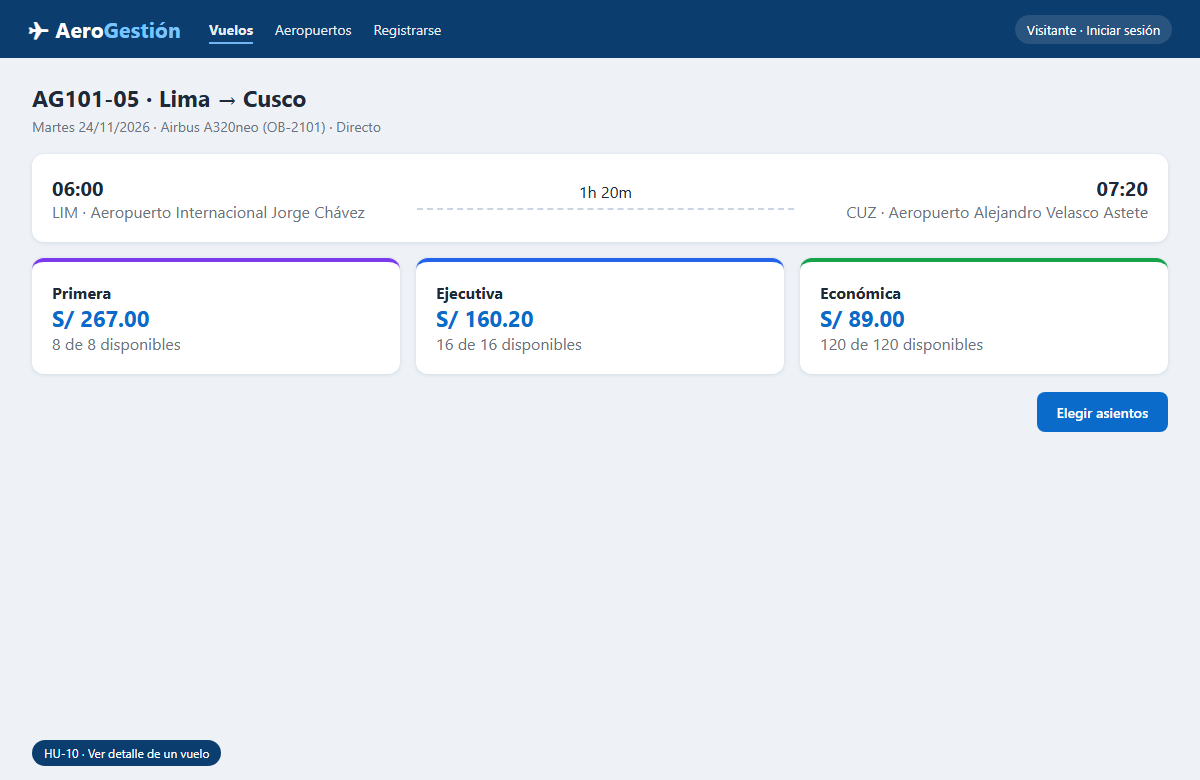 AeroGestión Vuelos Aeropuertos Registrarse Visitante · Iniciar sesión
AG101-05 · Lima → Cusco
Martes 24/11/2026 · Airbus A320neo (OB-2101) · Directo
06:00 1h 20m 07:20
LIM · Aeropuerto Internacional Jorge Chávez CUZ · Aeropuerto Alejandro Velasco Astete
Primera
S/ 267.00
8 de 8 disponibles
Ejecutiva
S/ 160.20
16 de 16 disponibles
Económica
S/ 89.00
120 de 120 disponibles
Elegir asientos
HU-10 · Ver detalle de un vuelo